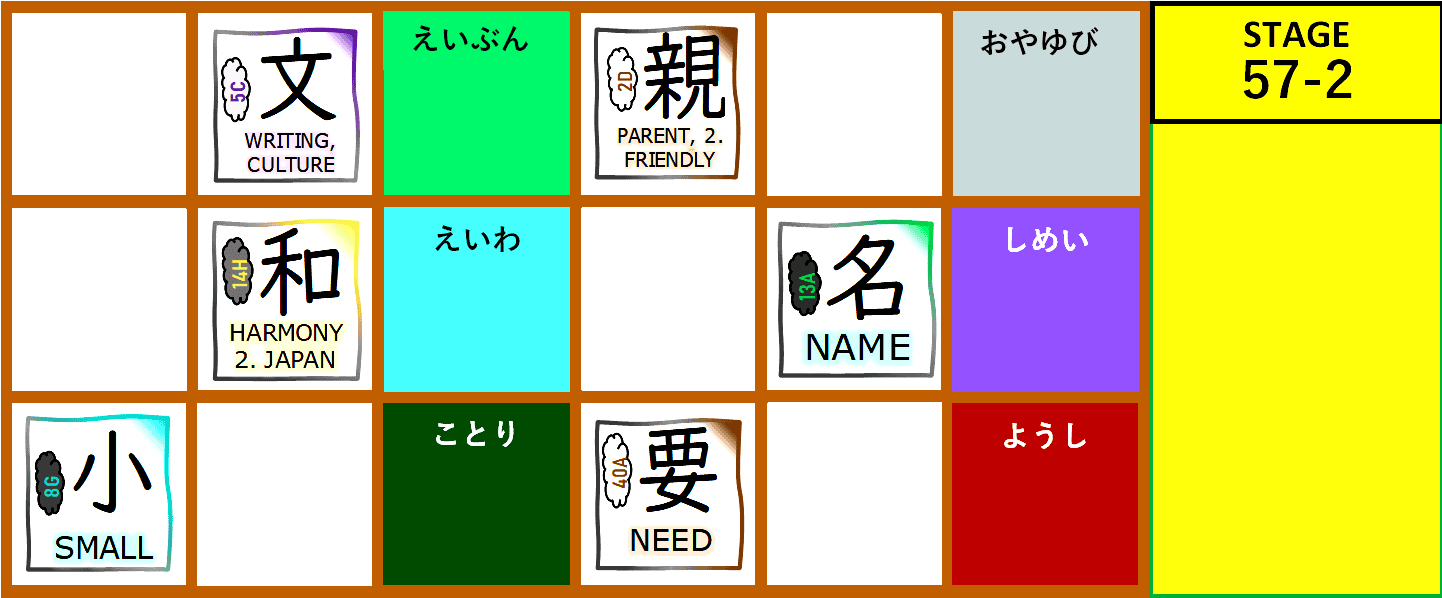 5C
文
WRITING,
CULTURE
えいぶん
2D
親
PARENT, 2.
FRIENDLY
おやゆび
STAGE
57-2
14H
和
HARMONY
2. JAPAN
えいわ
13A
名
NAME
しめい
8G
小
SMALL
ことり
40A
要
NEED
ようし